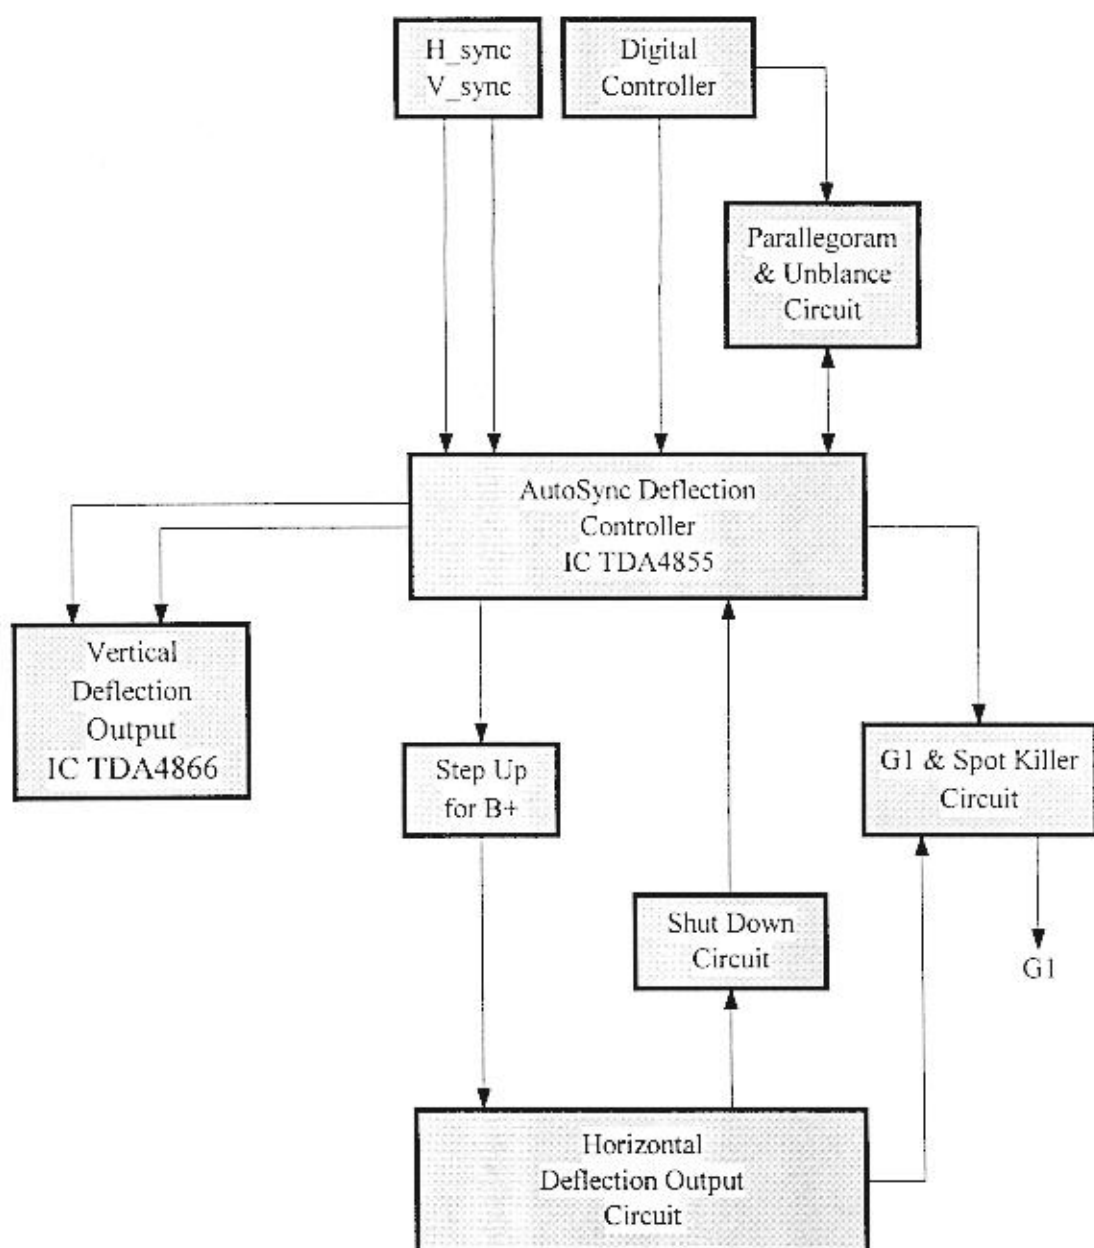 H_sync
V_sync
Digital
Controller
Parallegoram
& Unblance
Circuit
AutoSync Deflection
Controller
IC TDA4855
Vertical
Deflection
Output
IC TDA4866
Step Up
for B+
G1 & Spot Killer
Circuit
Shut Down
Circuit
G1
Horizontal
Deflection Output
Circuit